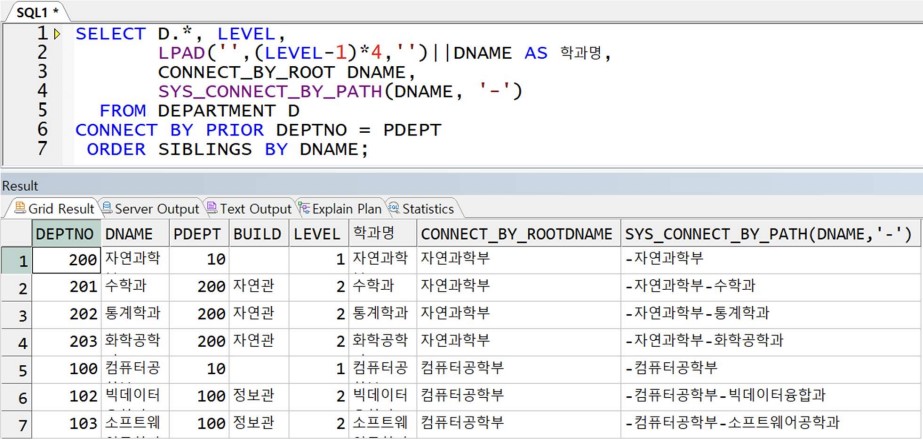 SQL1 *
1 SELECT D.*, LEVEL,
2 LPAD('',(LEVEL-1)*4,'')||DNAME AS 학과명,
3 CONNECT_BY_ROOT DNAME,
4 SYS_CONNECT_BY_PATH(DNAME, '-')
5 FROM DEPARTMENT D
6 CONNECT BY PRIOR DEPTNO = PDEPT
7 ORDER SIBLINGS BY DNAME;
Result
Grid Result Server Output Text Output Explain Plan Statistics
DEPTNO DNAME PDEPT BUILD LEVEL 학과명 CONNECT_BY_ROOTDNAME SYS_CONNECT_BY_PATH(DNAME,'-')
1 200 자연과학 10 1 자연과학 자연과학부 -자연과학부
2 201 수학과 200 자연관 2 수학과 자연과학부 -자연과학부-수학과
3 202 통계학과 200 자연관 2 통계학과 자연과학부 -자연과학부-통계학과
4 203 화학공학 200 자연관 2 화학공학 자연과학부 -자연과학부-화학공학과
5 100 컴퓨터공 10 1 컴퓨터공 컴퓨터공학부 -컴퓨터공학부
6 102 빅데이터 100 정보관 2 빅데이터 컴퓨터공학부 -컴퓨터공학부-빅데이터융합과
7 103 소프트웨 100 정보관 2 소프트웨 컴퓨터공학부 -컴퓨터공학부-소프트웨어공학과